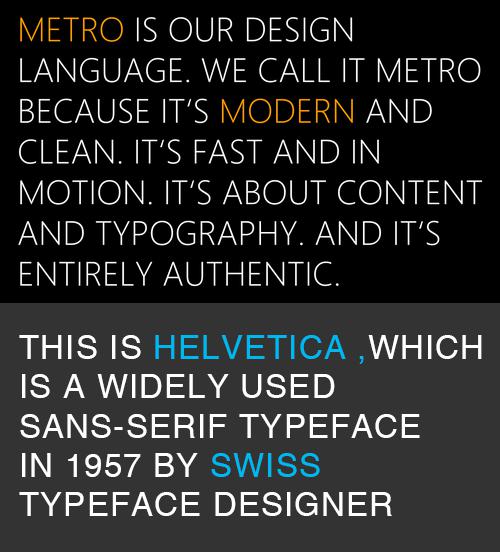 METRO IS OUR DESIGN
LANGUAGE. WE CALL IT METRO
BECAUSE IT'S MODERN AND
CLEAN. IT'S FAST AND IN
MOTION. IT'S ABOUT CONTENT
AND TYPOGRAPHY. AND IT'S
ENTIRELY AUTHENTIC.
THIS IS HELVETICA ,WHICH
IS A WIDELY USED
SANS-SERIF TYPEFACE
IN 1957 BY SWISS
TYPEFACE DESIGNER